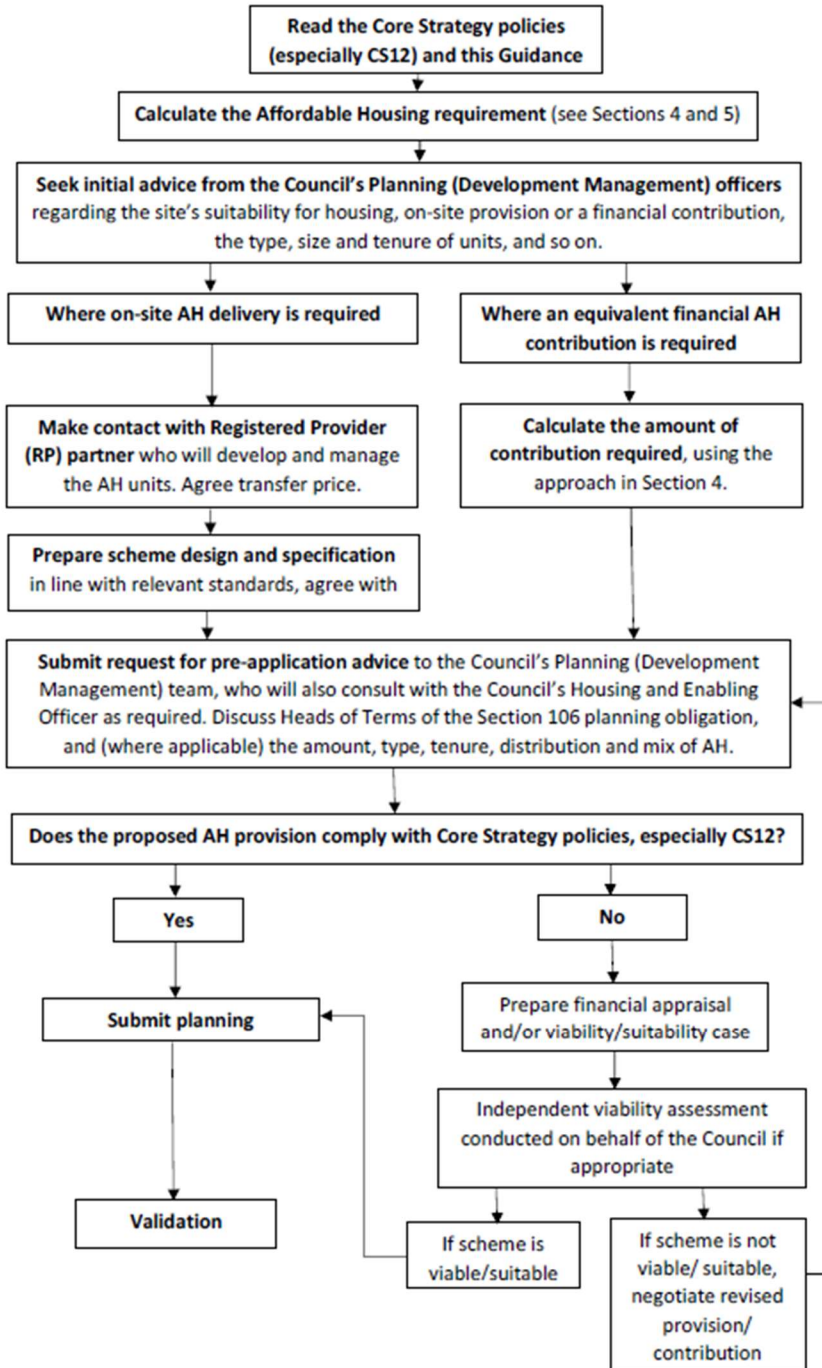 Read the Core Strategy policies
(especially CS12) and this Guidance
Calculate the Affordable Housing requirement (see Sections 4 and 5)
Seek initial advice from the Council's Planning (Development Management) officers
regarding the site's suitability for housing, on-site provision or a financial contribution,
the type, size and tenure of units, and so on.
Where on-site AH delivery is required
Where an equivalent financial AH
contribution is required
Make contact with Registered Provider
(RP) partner who will develop and manage
the AH units. Agree transfer price.
Calculate the amount of
contribution required, using the
approach in Section 4.
Prepare scheme design and specification
in line with relevant standards, agree with
Submit request for pre-application advice to the Council's Planning (Development
Management) team, who will also consult with the Council's Housing and Enabling
Officer as required. Discuss Heads of Terms of the Section 106 planning obligation,
and (where applicable) the amount, type, tenure, distribution and mix of AH.
Does the proposed AH provision comply with Core Strategy policies, especially CS12?
Yes
No
Submit planning
Prepare financial appraisal
and/or viability/suitability case
Independent viability assessment
conducted on behalf of the Council if
appropriate
Validation
If scheme is
viable/suitable
If scheme is not
viable/ suitable,
negotiate revised
provision/
contribution